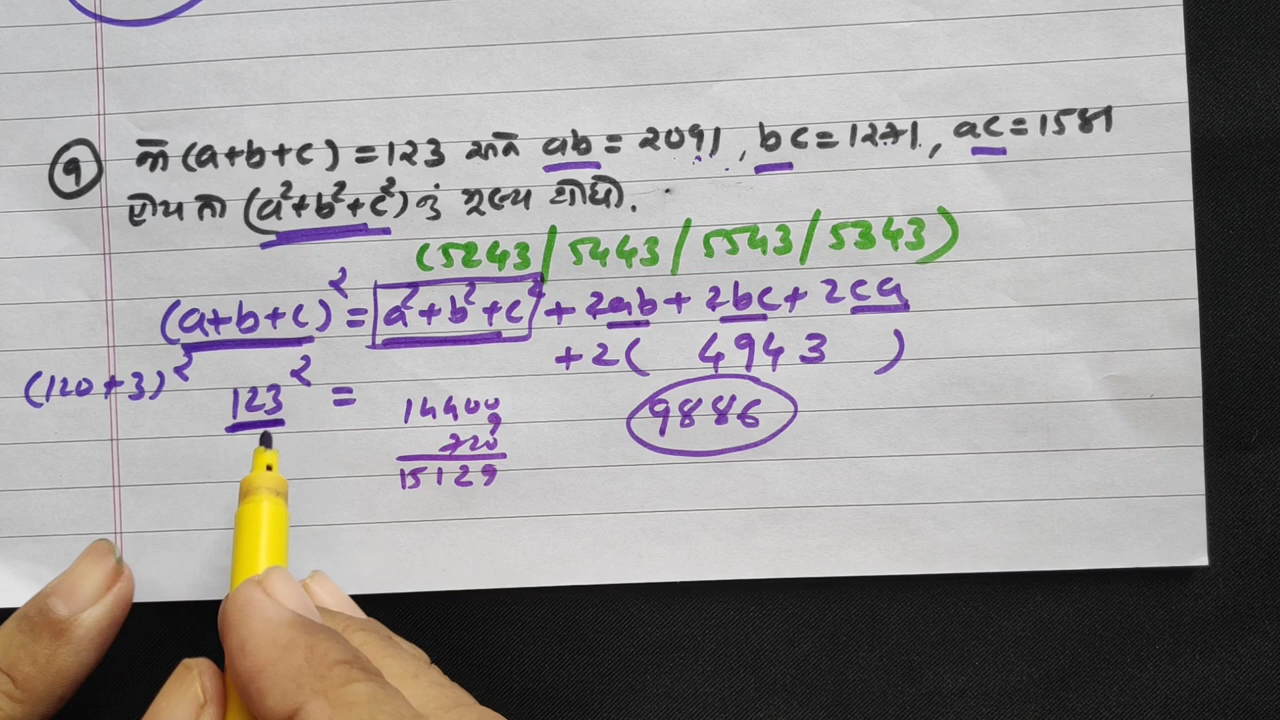 ૧ જો (a+b+c) = 123 અને ab = 2091, bc = 1271, ac = 1581
હોય તો (a²+b²+c²) નું મૂલ્ય શોધો.
(5243/5443/5543/5343)
(a+b+c)² = a²+b²+c² + 2ab + 2bc + 2ca
+2( 4943 )
(120+3)² 123² =
14400
9
720
15129
9886